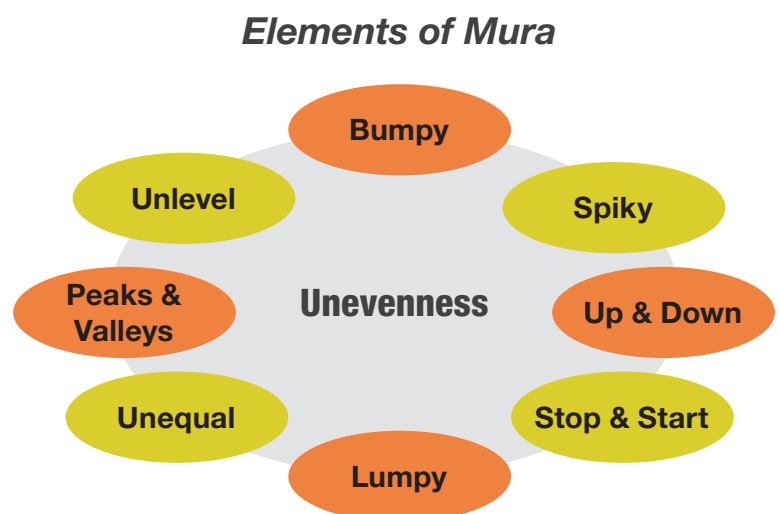 Elements of Mura
Bumpy
Unlevel
Spiky
Peaks &
Valleys
Unevenness
Up & Down
Unequal
Stop & Start
Lumpy